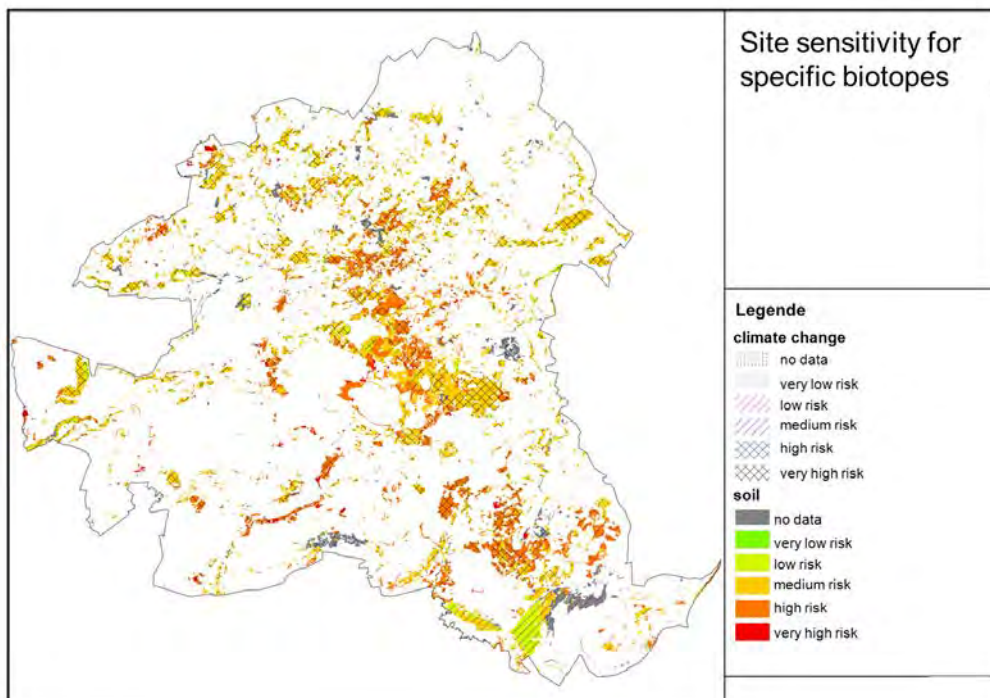 Site sensitivity for
specific biotopes
Legende
climate change
no data
very low risk
low risk
medium risk
high risk
very high risk
soil
no data
very low risk
low risk
medium risk
high risk
very high risk